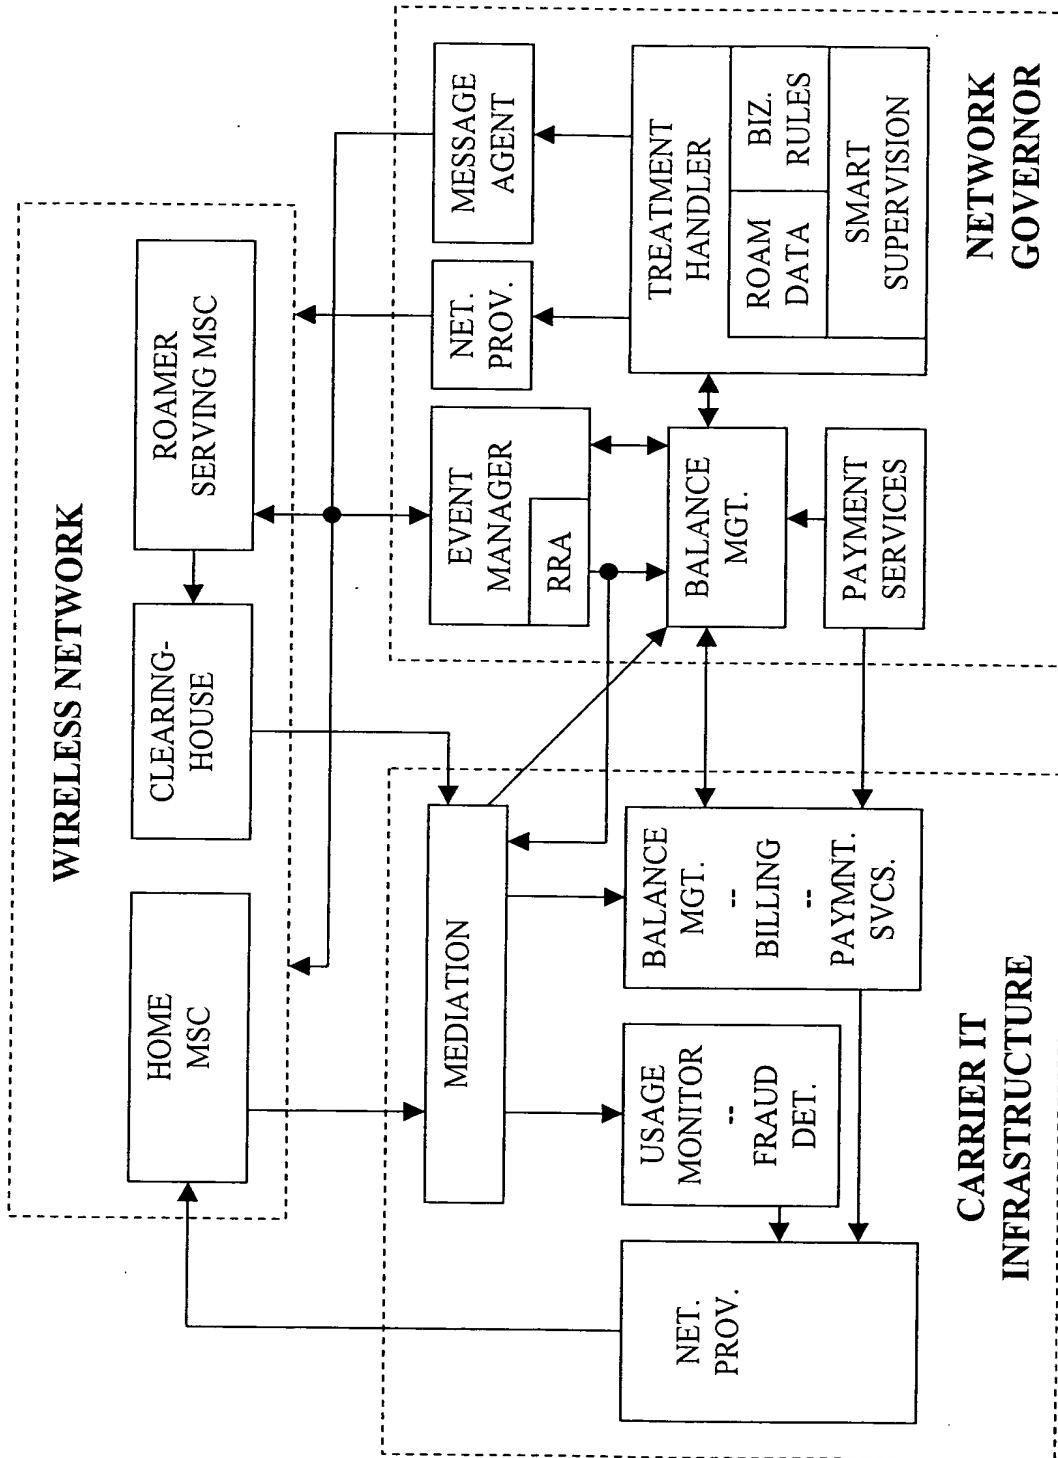 WIRELESS NETWORK
HOME
MSC
CLEARING-
HOUSE
ROAMER
SERVING MSC
MEDIATION
EVENT
MANAGER
RRA
NET.
PROV.
MESSAGE
AGENT
NET.
PROV.
USAGE
MONITOR
--
FRAUD
DET.
BALANCE
MGT.
--
BILLING
--
PAYMNT.
SVCS.
BALANCE
MGT.
PAYMENT
SERVICES
TREATMENT
HANDLER
ROAM
DATA
BIZ.
RULES
SMART
SUPERVISION
CARRIER IT
INFRASTRUCTURE
NETWORK
GOVERNOR